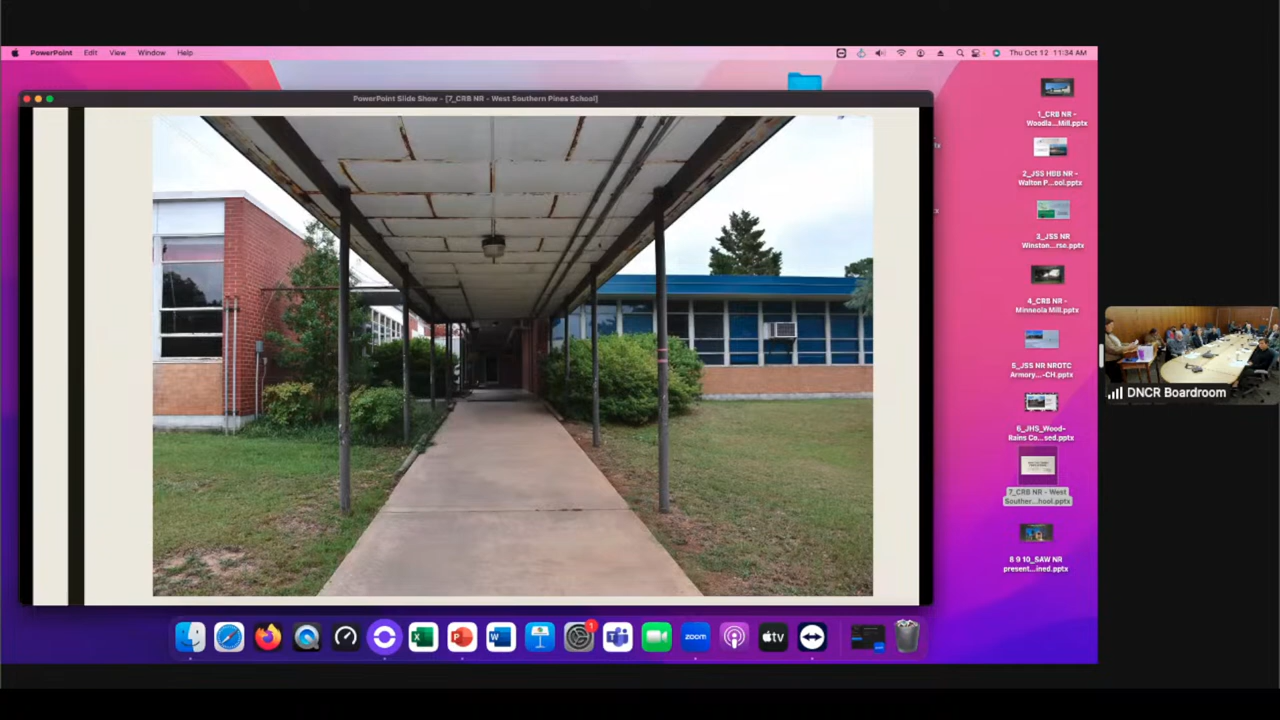 PowerPoint Edit View Window Help
Thu Oct 12 11:34 AM
PowerPoint Slide Show - [7_CRB NR - West Southern Pines School]
1_CRB NR -
Woodla...Mill.pptx
2_JSS HBB NR -
Walton P...ool.pptx
3_JSS NR
Winston...rse.pptx
4_CRB NR -
Minneola Mill.pptx
5_JSS NR NROTC
Armory...-CH.pptx
6_JHS_Wood-
Rains Co...sed.pptx
7_CRB NR - West
Souther...hool.pptx
8 9 10_SAW NR
present...ined.pptx
DNCR Boardroom
1
zoom
tv